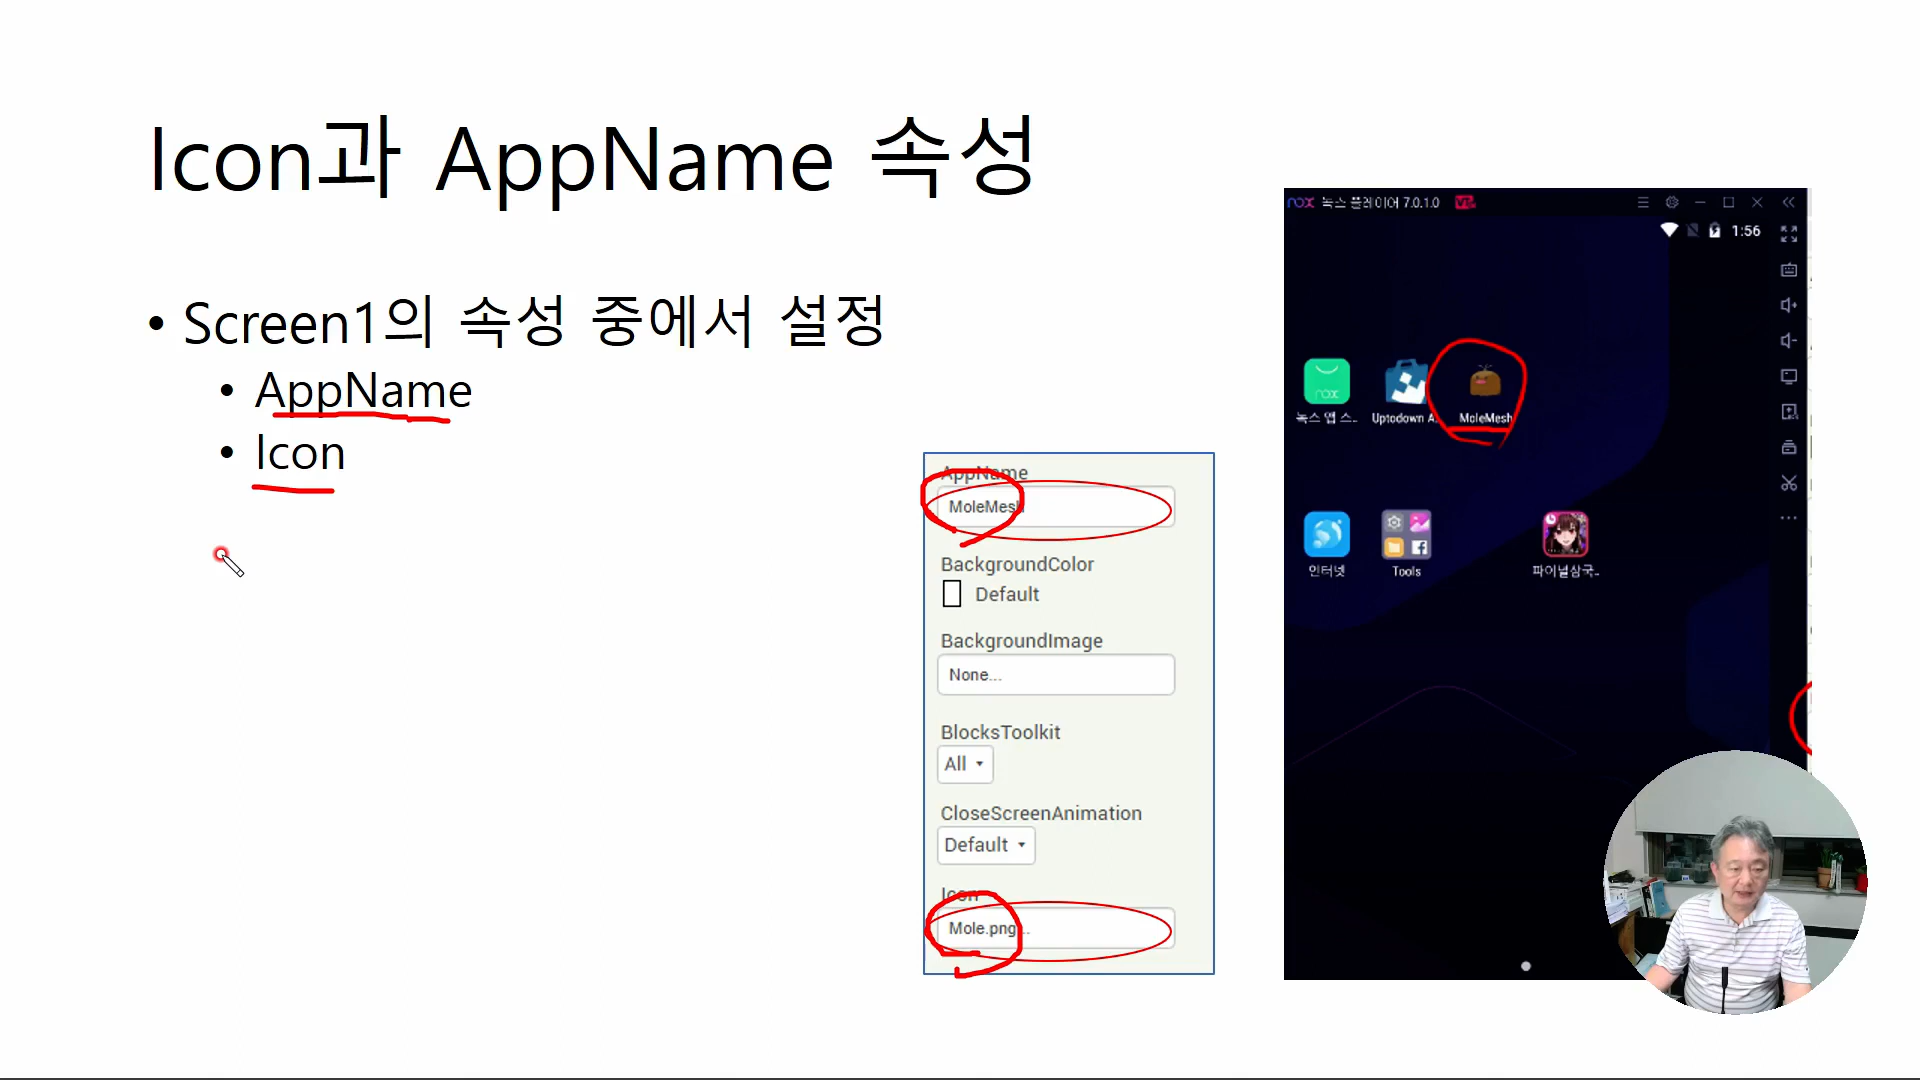 Icon과 AppName 속성
• Screen1의 속성 중에서 설정
• AppName
• Icon
AppName
MoleMesh
BackgroundColor
Default
BackgroundImage
None...
BlocksToolkit
All
CloseScreenAnimation
Default
Icon
Mole.png...
nox 녹스 플레이어 7.0.1.0
1:56
nox
녹스 앱 스..
Uptodown A..
MoleMesh
인터넷
Tools
파이널삼국..